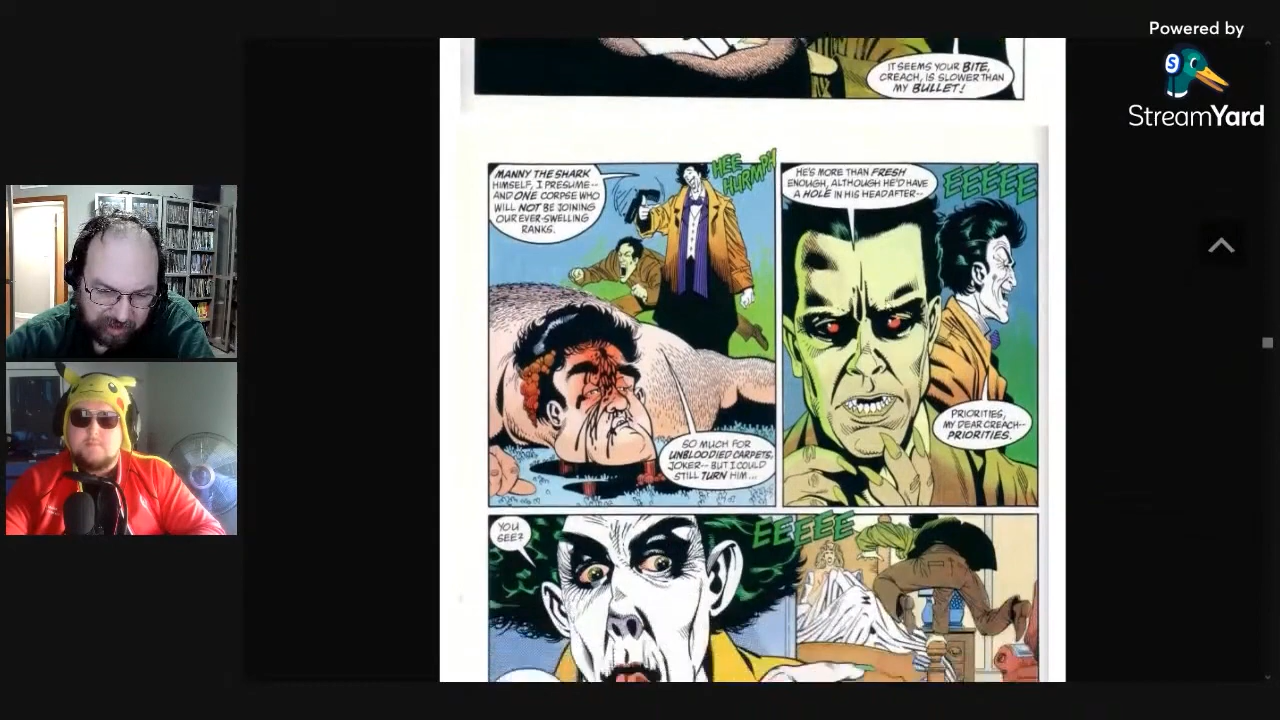 Powered by
StreamYard
IT SEEMS YOUR BITE,
CREACH, IS SLOWER THAN
MY BULLET!
MANNY THE SHARK
HIMSELF, I PRESUME--
AND ONE CORPSE WHO
WILL NOT BE JOINING
OUR EVER-SWELLING
RANKS.
HEE
HURMPH
HE'S MORE THAN FRESH
ENOUGH, ALTHOUGH HE'D HAVE
A HOLE IN HIS HEAD AFTER--
EEEEE
SO MUCH FOR
UNBLOODIED CARPETS,
JOKER-- BUT I COULD
STILL TURN HIM...
PRIORITIES,
MY DEAR CREACH--
PRIORITIES.
YOU
SEE?
EEEEE